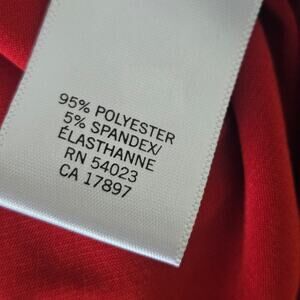 95% POLYESTER
5% SPANDEX/
ÉLASTHANNE
RN 54023
CA 17897